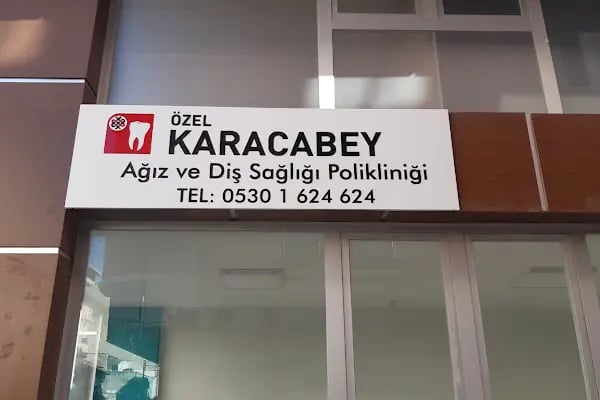 ÖZEL
KARACABEY
Ağız ve Diş Sağlığı Polikliniği
TEL: 0530 1 624 624